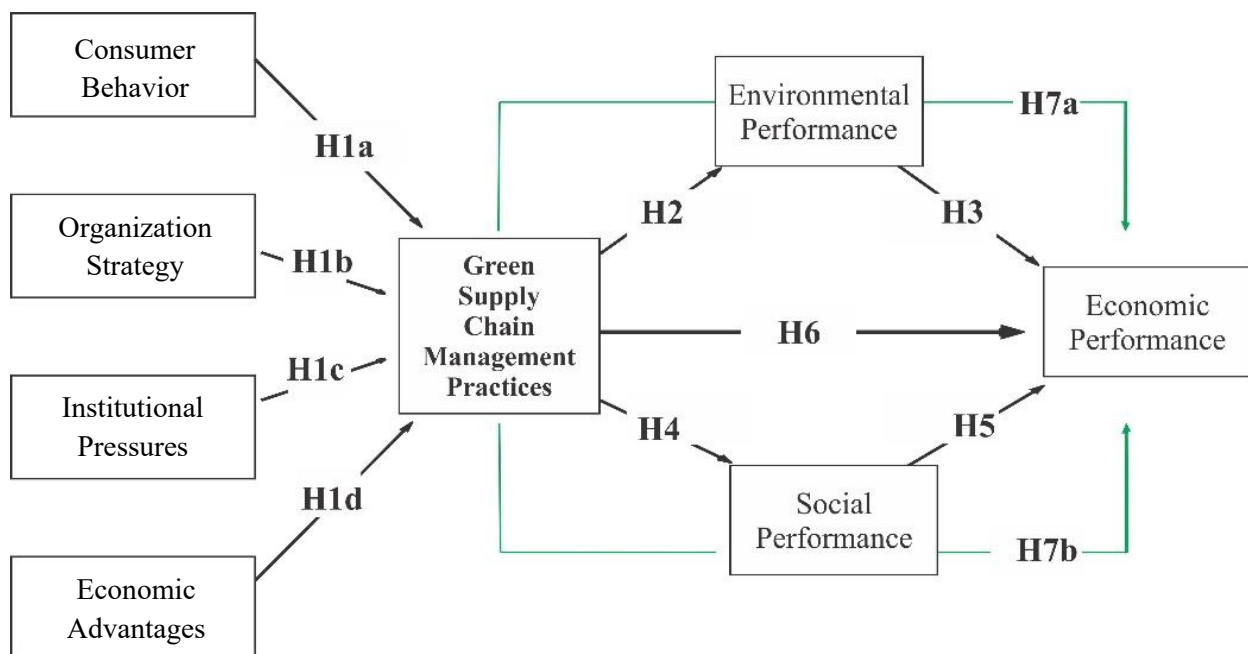 Consumer
Behavior
Organization
Strategy
Institutional
Pressures
Economic
Advantages
H1a
H1b
H1c
H1d
Green
Supply
Chain
Management
Practices
H2
H4
H6
Environmental
Performance
Social
Performance
H3
H5
H7a
H7b
Economic
Performance